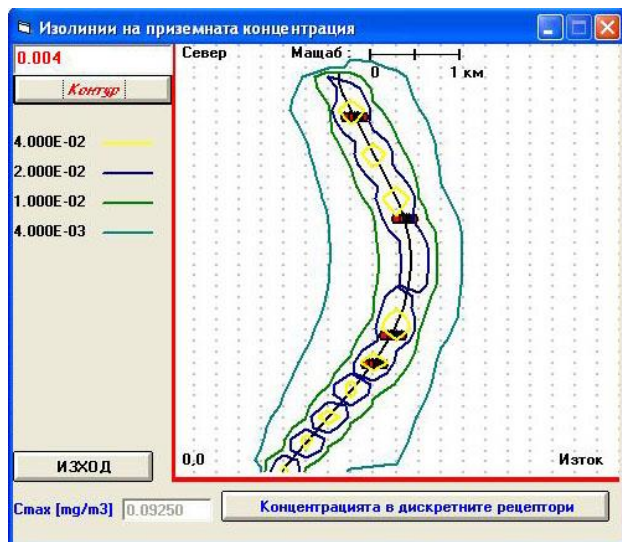 Изолинии на приземната концентрация
0.004
Контур
4.000E-02
2.000E-02
1.000E-02
4.000E-03
Север
Мащаб :
0 1 км
0,0
Изток
ИЗХОД
Cmax [mg/m3] 0.09250
Концентрацията в дискретните рецептори